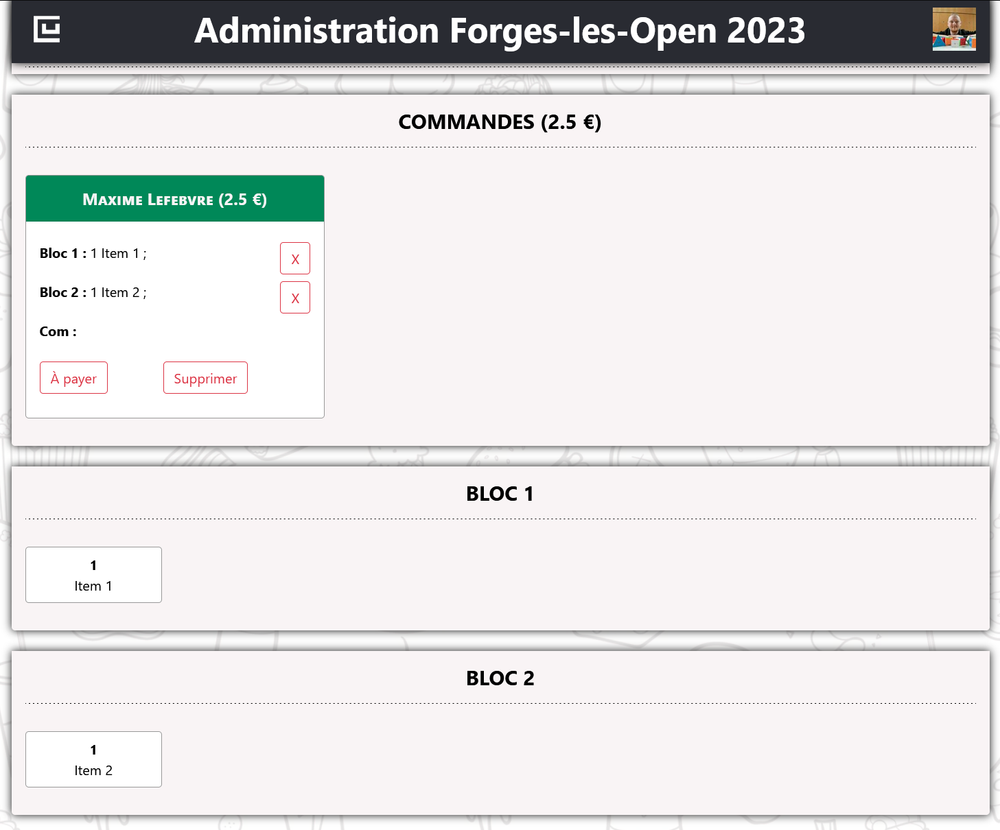 Administration Forges-les-Open 2023
COMMANDES (2.5 €)
Maxime Lefebvre (2.5 €)
Bloc 1 : 1 Item 1 ;
X
Bloc 2 : 1 Item 2 ;
X
Com :
À payer
Supprimer
BLOC 1
1
Item 1
BLOC 2
1
Item 2